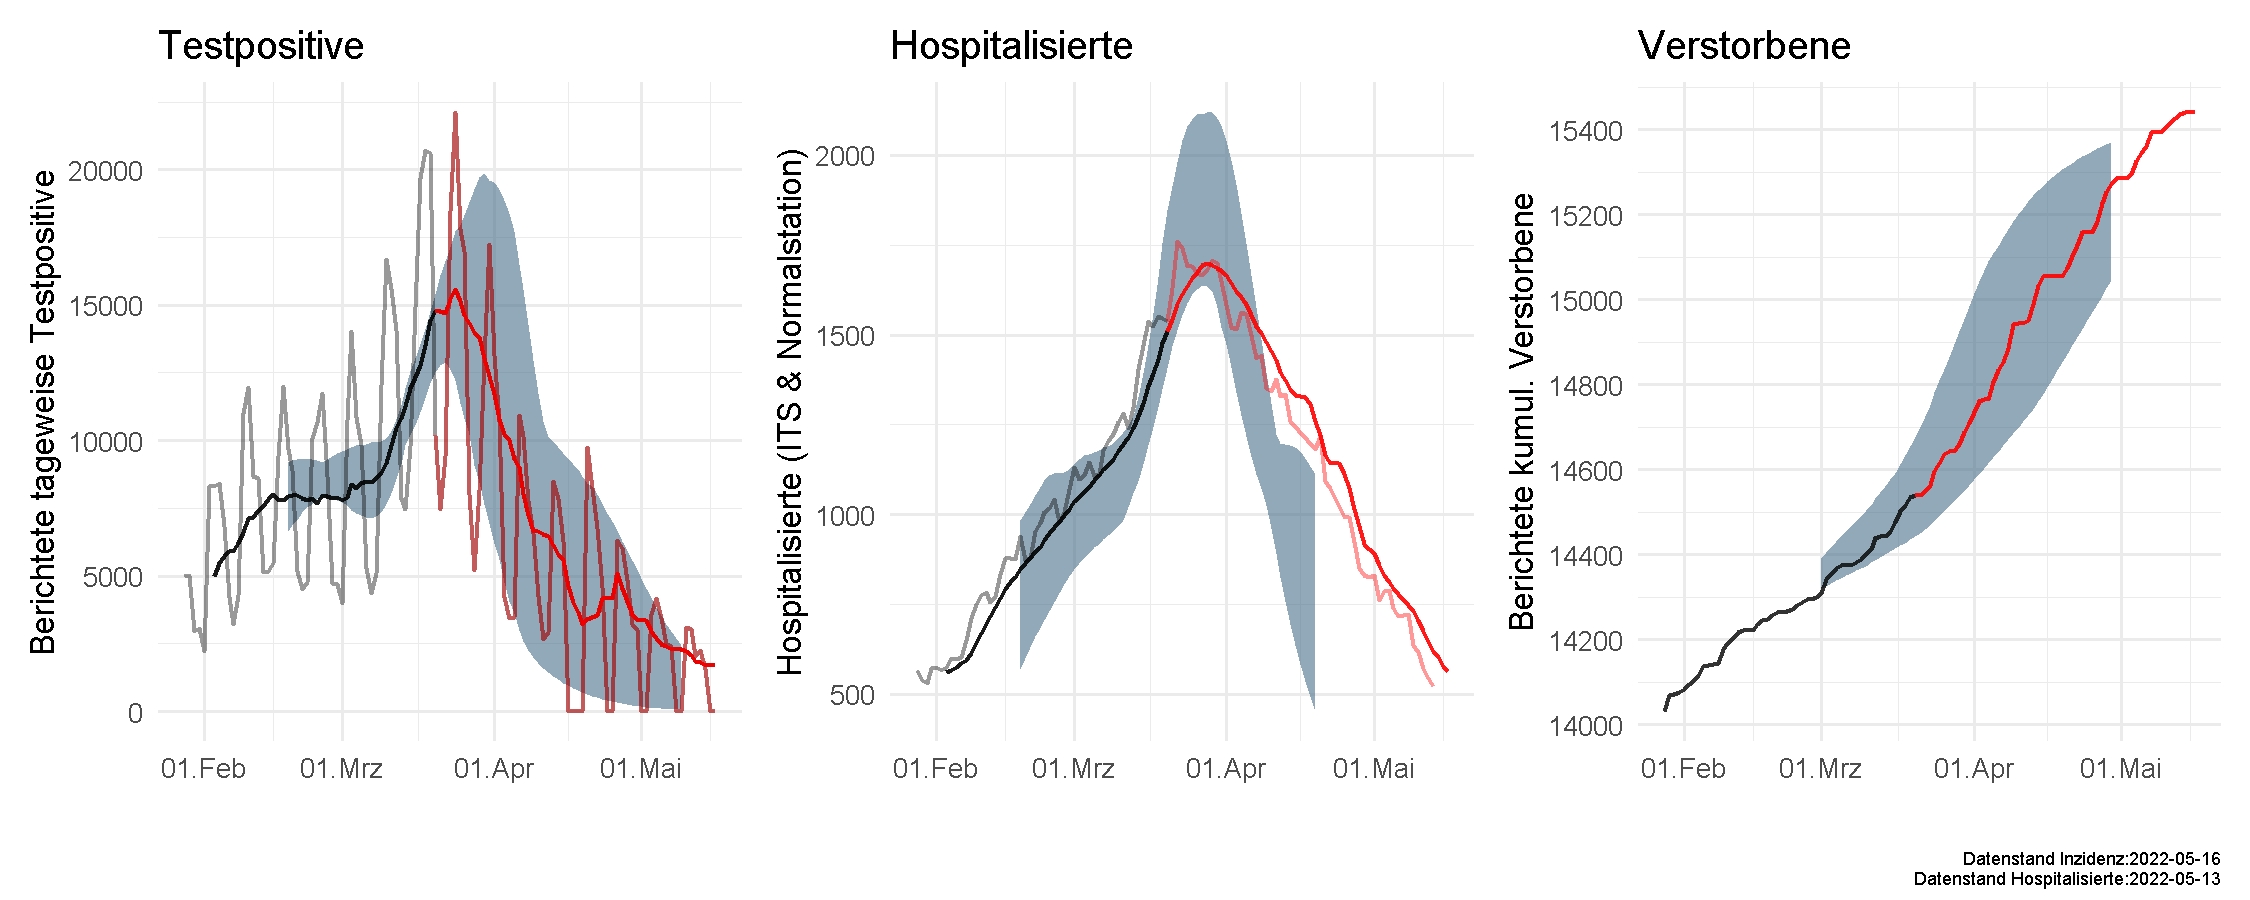 Testpositive
Berichtete tageweise Testpositive
20000
15000
10000
5000
0
01.Feb 01.Mrz 01.Apr 01.Mai
Hospitalisierte
Hospitalisierte (ITS & Normalstation)
2000
1500
1000
500
01.Feb 01.Mrz 01.Apr 01.Mai
Verstorbene
Berichtete kumul. Verstorbene
15400
15200
15000
14800
14600
14400
14200
14000
01.Feb 01.Mrz 01.Apr 01.Mai
Datenstand Inzidenz:2022-05-16
Datenstand Hospitalisierte:2022-05-13